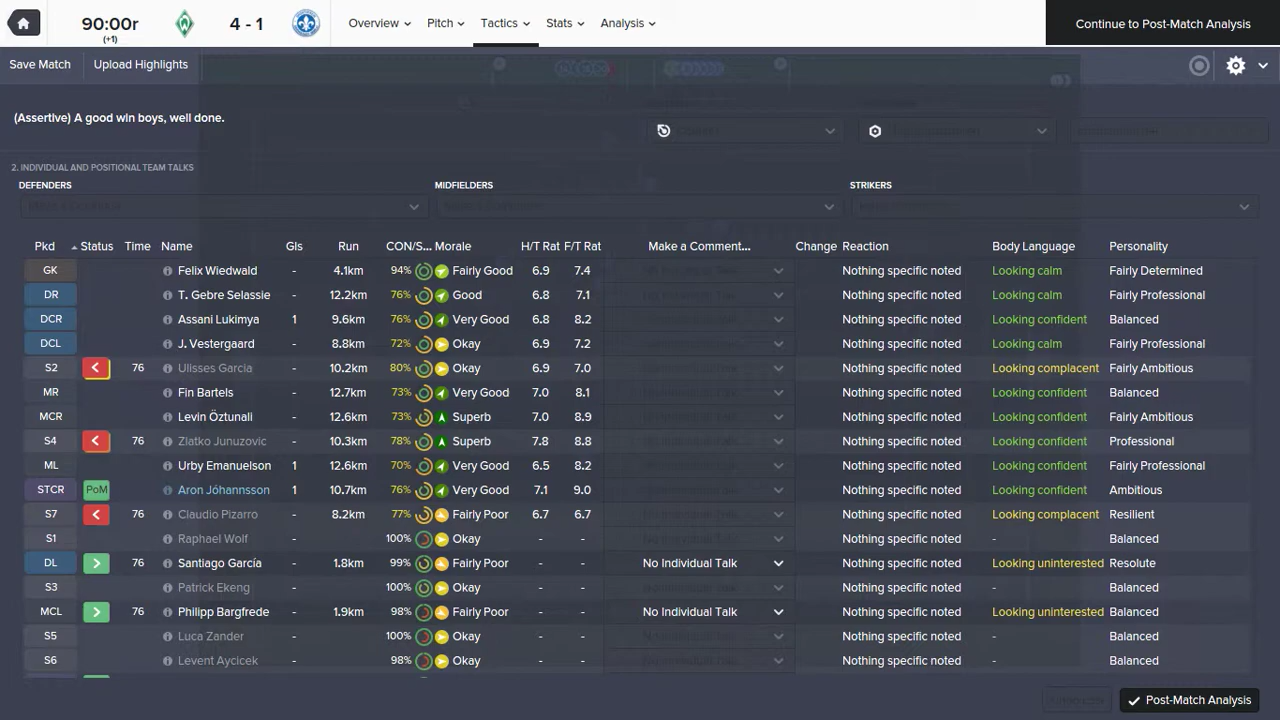 90:00r 4 - 1 Overview Pitch Tactics Stats Analysis Continue to Post-Match Analysis
(+1)
Save Match Upload Highlights
(Assertive) A good win boys, well done.
2. INDIVIDUAL AND POSITIONAL TEAM TALKS
DEFENDERS MIDFIELDERS STRIKERS
Pkd Status Time Name Gls Run CON/S... Morale H/T Rat F/T Rat Make a Comment... Change Reaction Body Language Personality
GK Felix Wiedwald - 4.1km 94% Fairly Good 6.9 7.4 Nothing specific noted Looking calm Fairly Determined
DR T. Gebre Selassie - 12.2km 76% Good 6.8 7.1 Nothing specific noted Looking calm Fairly Professional
DCR Assani Lukimya 1 9.6km 76% Very Good 6.8 8.2 Nothing specific noted Looking confident Balanced
DCL J. Vestergaard - 8.8km 72% Okay 6.9 7.2 Nothing specific noted Looking calm Fairly Professional
S2 76 Ulisses Garcia - 10.2km 80% Okay 6.9 7.0 Nothing specific noted Looking complacent Fairly Ambitious
MR Fin Bartels - 12.7km 73% Very Good 7.0 8.1 Nothing specific noted Looking confident Balanced
MCR Levin Öztunali - 12.6km 73% Superb 7.0 8.9 Nothing specific noted Looking confident Fairly Ambitious
S4 76 Zlatko Junuzovic - 10.3km 78% Superb 7.8 8.8 Nothing specific noted Looking confident Professional
ML Urby Emanuelson 1 12.6km 70% Very Good 6.5 8.2 Nothing specific noted Looking confident Fairly Professional
STCR PoM Aron Jóhannsson 1 10.7km 76% Very Good 7.1 9.0 Nothing specific noted Looking confident Ambitious
S7 76 Claudio Pizarro - 8.2km 77% Fairly Poor 6.7 6.7 Nothing specific noted Looking complacent Resilient
S1 Raphael Wolf - 100% Okay - - Nothing specific noted - Balanced
DL 76 Santiago García - 1.8km 99% Fairly Poor - - No Individual Talk Nothing specific noted Looking uninterested Resolute
S3 Patrick Ekeng - 100% Okay - - Nothing specific noted - Balanced
MCL 76 Philipp Bargfrede - 1.9km 98% Fairly Poor - - No Individual Talk Nothing specific noted Looking uninterested Balanced
S5 Luca Zander - 100% Okay - - Nothing specific noted - Balanced
S6 Levent Aycicek - 98% Okay - - Nothing specific noted - Balanced
Post-Match Analysis